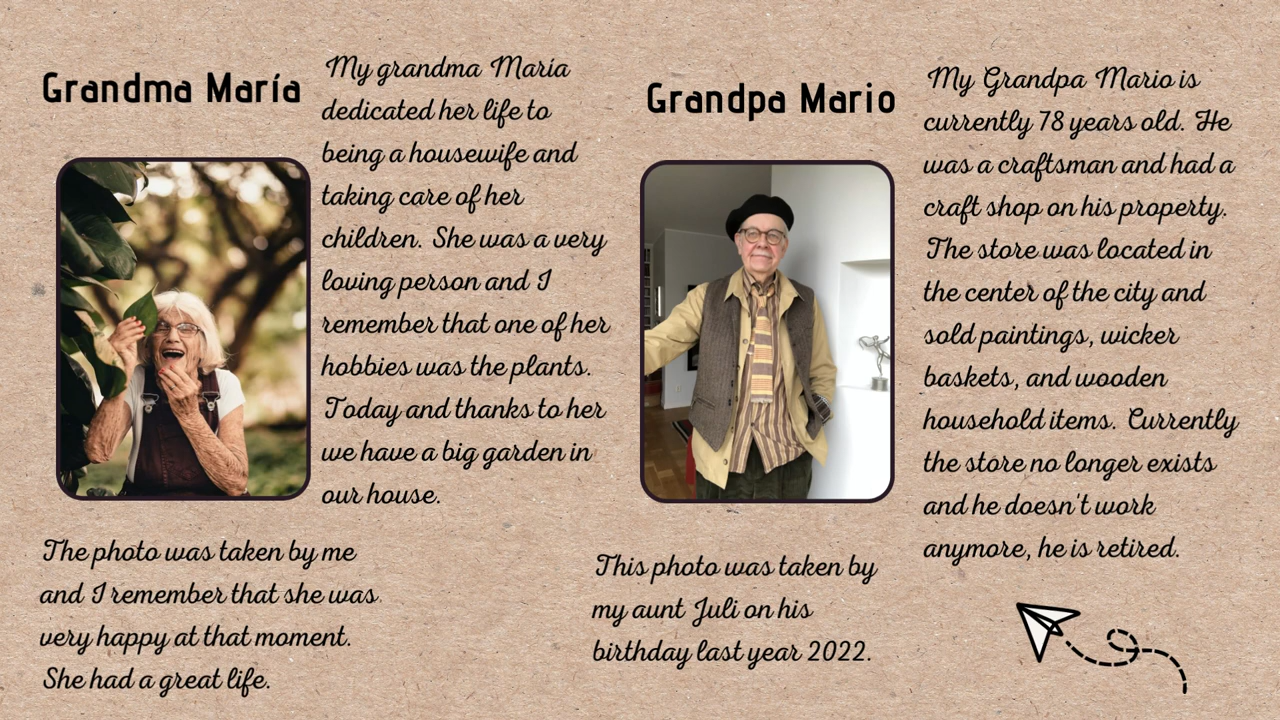 Grandma María
My grandma María
dedicated her life to
being a housewife and
taking care of her
children. She was a very
loving person and I
remember that one of her
hobbies was the plants.
Today and thanks to her
we have a big garden in
our house.
The photo was taken by me
and I remember that she was
very happy at that moment.
She had a great life.
Grandpa Mario
My Grandpa Mario is
currently 78 years old. He
was a craftsman and had a
craft shop on his property.
The store was located in
the center of the city and
sold paintings, wicker
baskets, and wooden
household items. Currently
the store no longer exists
and he doesn't work
anymore, he is retired.
This photo was taken by
my aunt Juli on his
birthday last year 2022.